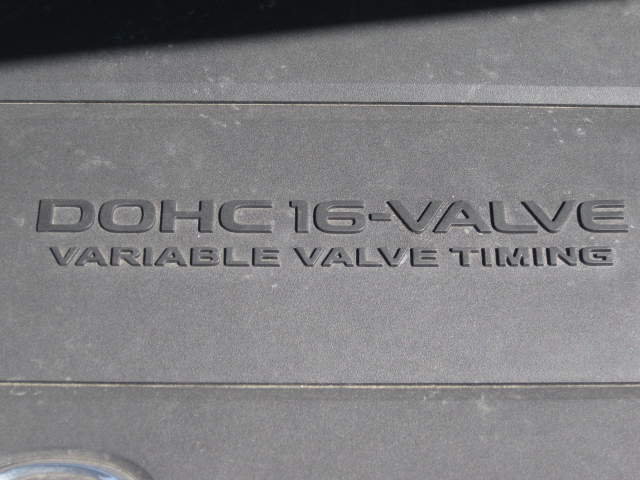 DOHC 16-VALVE
VARIABLE VALVE TIMING